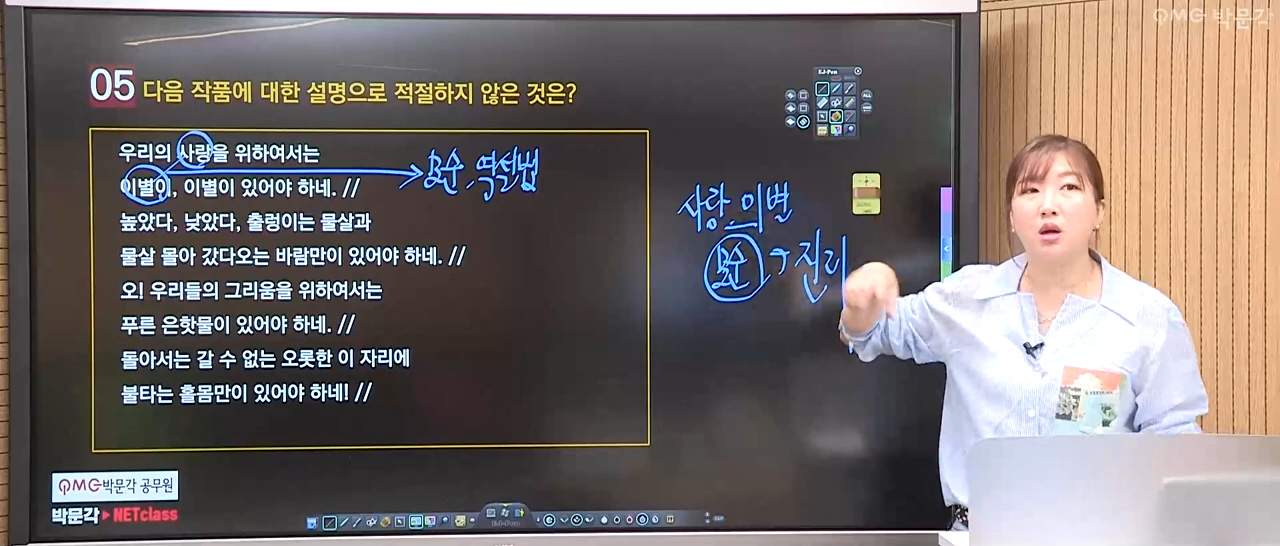 QMG 박문각
05 다음 작품에 대한 설명으로 적절하지 않은 것은?
우리의 사랑을 위하여서는
이별이, 이별이 있어야 하네. //
높았다, 낮았다, 출렁이는 물살과
물살 몰아 갔다오는 바람만이 있어야 하네. //
오! 우리들의 그리움을 위하여서는
푸른 은핫물이 있어야 하네. //
돌아서는 갈 수 없는 오롯한 이 자리에
불타는 홀몸만이 있어야 하네! //
모순, 역설법
사랑, 이별
모순 → 진리
EJ-Pen
QMG박문각 공무원
박문각 ▶ NETclass